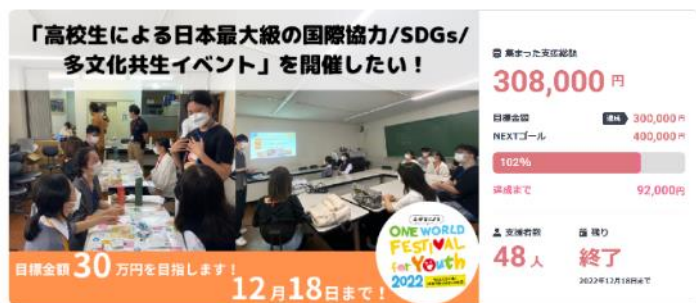 「高校生による日本最大級の国際協力/SDGs/
多文化共生イベント」を開催したい！
ONE WORLD
FESTIVAL
for Youth
2022
目標金額30万円を目指します！
12月18日まで！
集まった支援総額
308,000円
目標金額 達成 300,000円
NEXTゴール 400,000円
102%
達成まで 92,000円
支援者数
48人
残り
終了
2022年12月18日まで